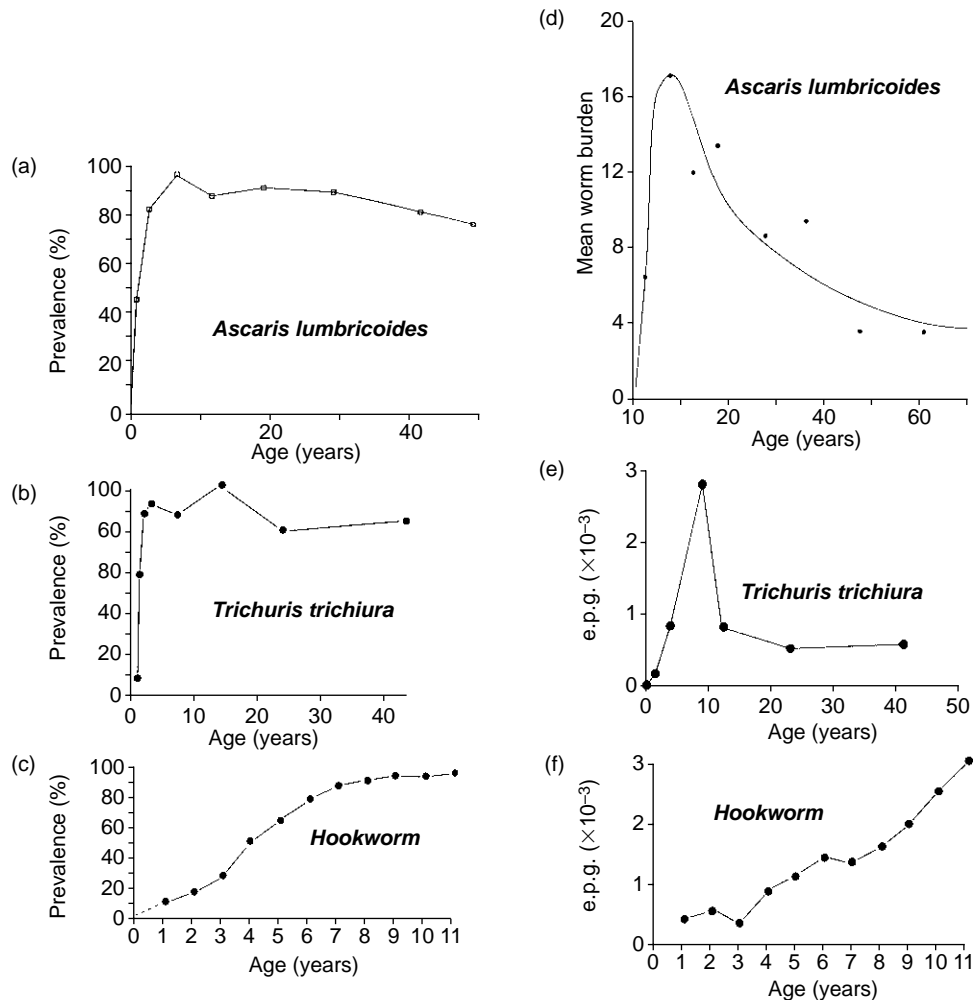 (a)
Prevalence (%)
100
80
60
40
80
0
Ascaris lumbricoides
0 20 40
Age (years)
(b)
Prevalence (%)
100
60
80
40
80
0
Trichuris trichiura
0 10 20 30 40
Age (years)
(c)
Prevalence (%)
100
80
60
40
20
0
Hookworm
0 1 2 3 4 5 6 7 8 9 10 11
Age (years)
(d)
Mean worm burden
20
16
12
8
4
0
Ascaris lumbricoides
10 20 40 60
Age (years)
(e)
e.p.g. (×10⁻³)
3
2
1
0
Trichuris trichiura
0 10 20 30 40 50
Age (years)
(f)
e.p.g. (×10⁻³)
3
2
1
0
Hookworm
0 1 2 3 4 5 6 7 8 9 10 11
Age (years)